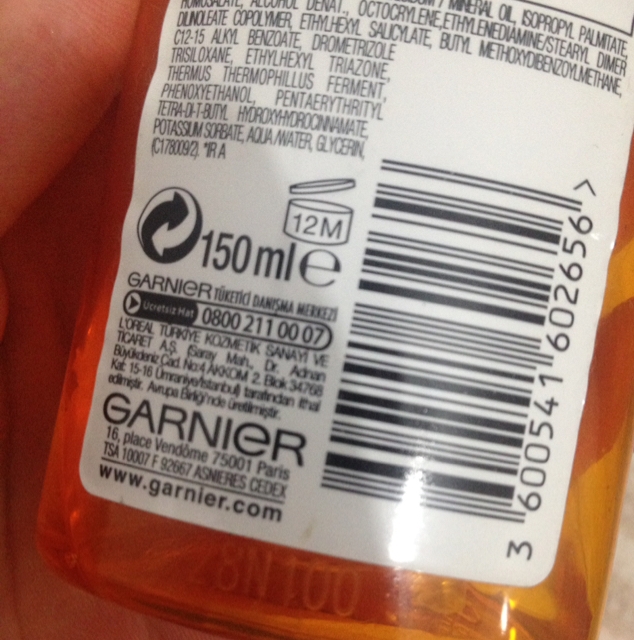 MINERAL OIL, ISOPROPYL PALMITATE,
HOMOSALATE, ALCOHOL DENAT., OCTOCRYLENE, ETHYLENEDIAMINE/STEARYL DIMER
DILINOLEATE COPOLYMER, ETHYLHEXYL SALICYLATE, BUTYL METHOXYDIBENZOYLMETHANE,
C12-15 ALKYL BENZOATE, DROMETRIZOLE
TRISILOXANE, ETHYLHEXYL TRIAZONE,
THERMUS THERMOPHILLUS FERMENT,
PHENOXYETHANOL, PENTAERYTHRITYL
TETRA-DI-T-BUTYL HYDROXYHYDROCINNAMATE,
POTASSIUM SORBATE, AQUA/WATER, GLYCERIN,
(C178009/2). *IR A
12M
150 ml e
GARNIER TÜKETİCİ DANIŞMA MERKEZİ
Ücretsiz Hat 0800 211 00 07
L'OREAL TÜRKİYE KOZMETİK SANAYİ VE
TİCARET A.Ş. (Saray Mah., Dr. Adnan
Büyükdeniz Cad. No:4 AKKOM 2. Blok 34768
Kat: 15-16 Ümraniye/İstanbul) tarafından ithal
edilmiştir. Avrupa Birliği'nde üretilmiştir.
GARNIER
16, place Vendôme 75001 Paris
TSA 10007 F 92667 ASNIERES CEDEX
www.garnier.com
3 600541 602656 >
28N100